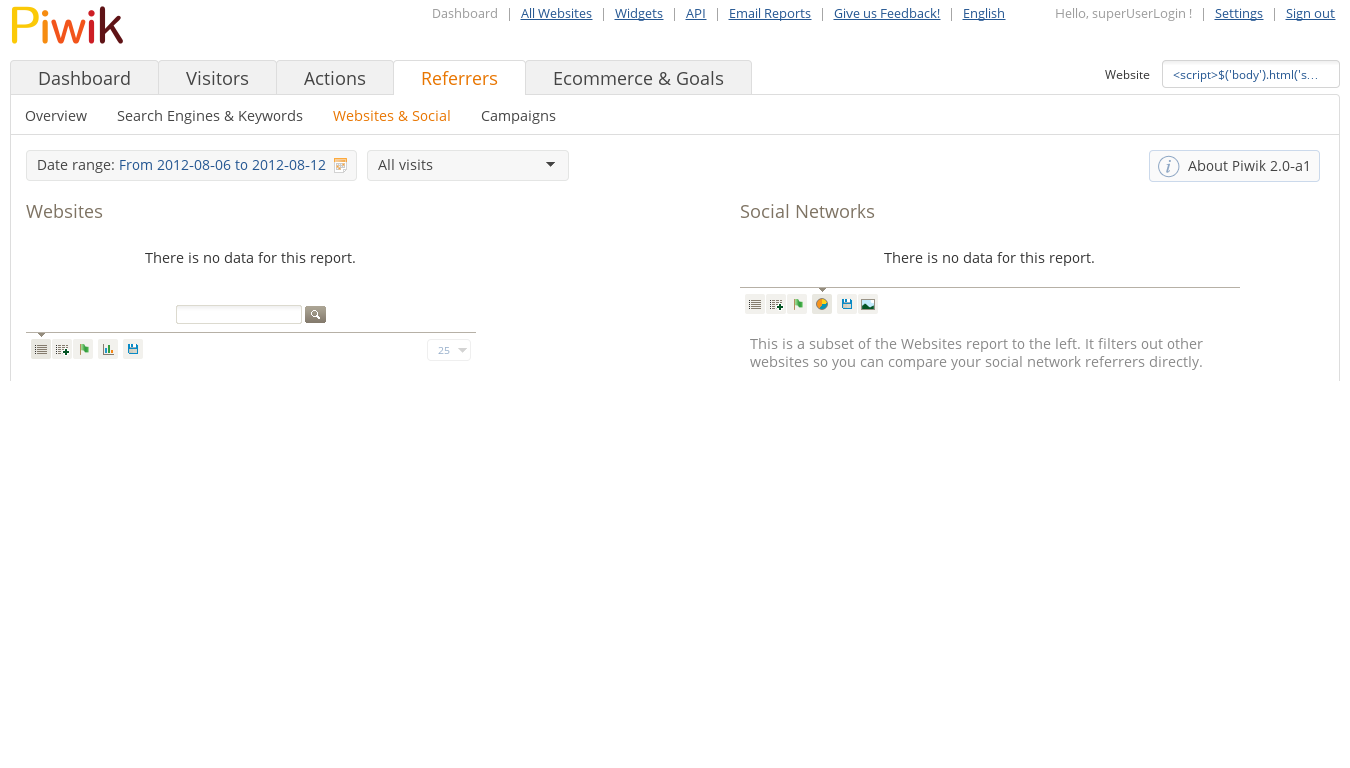 Piwik
Dashboard | All Websites | Widgets | API | Email Reports | Give us Feedback! | English
Hello, superUserLogin ! | Settings | Sign out
Dashboard Visitors Actions Referrers Ecommerce & Goals
Website <script>$('body').html('s...
Overview Search Engines & Keywords Websites & Social Campaigns
Date range: From 2012-08-06 to 2012-08-12 All visits
About Piwik 2.0-a1
Websites
There is no data for this report.
25
Social Networks
There is no data for this report.
This is a subset of the Websites report to the left. It filters out other
websites so you can compare your social network referrers directly.